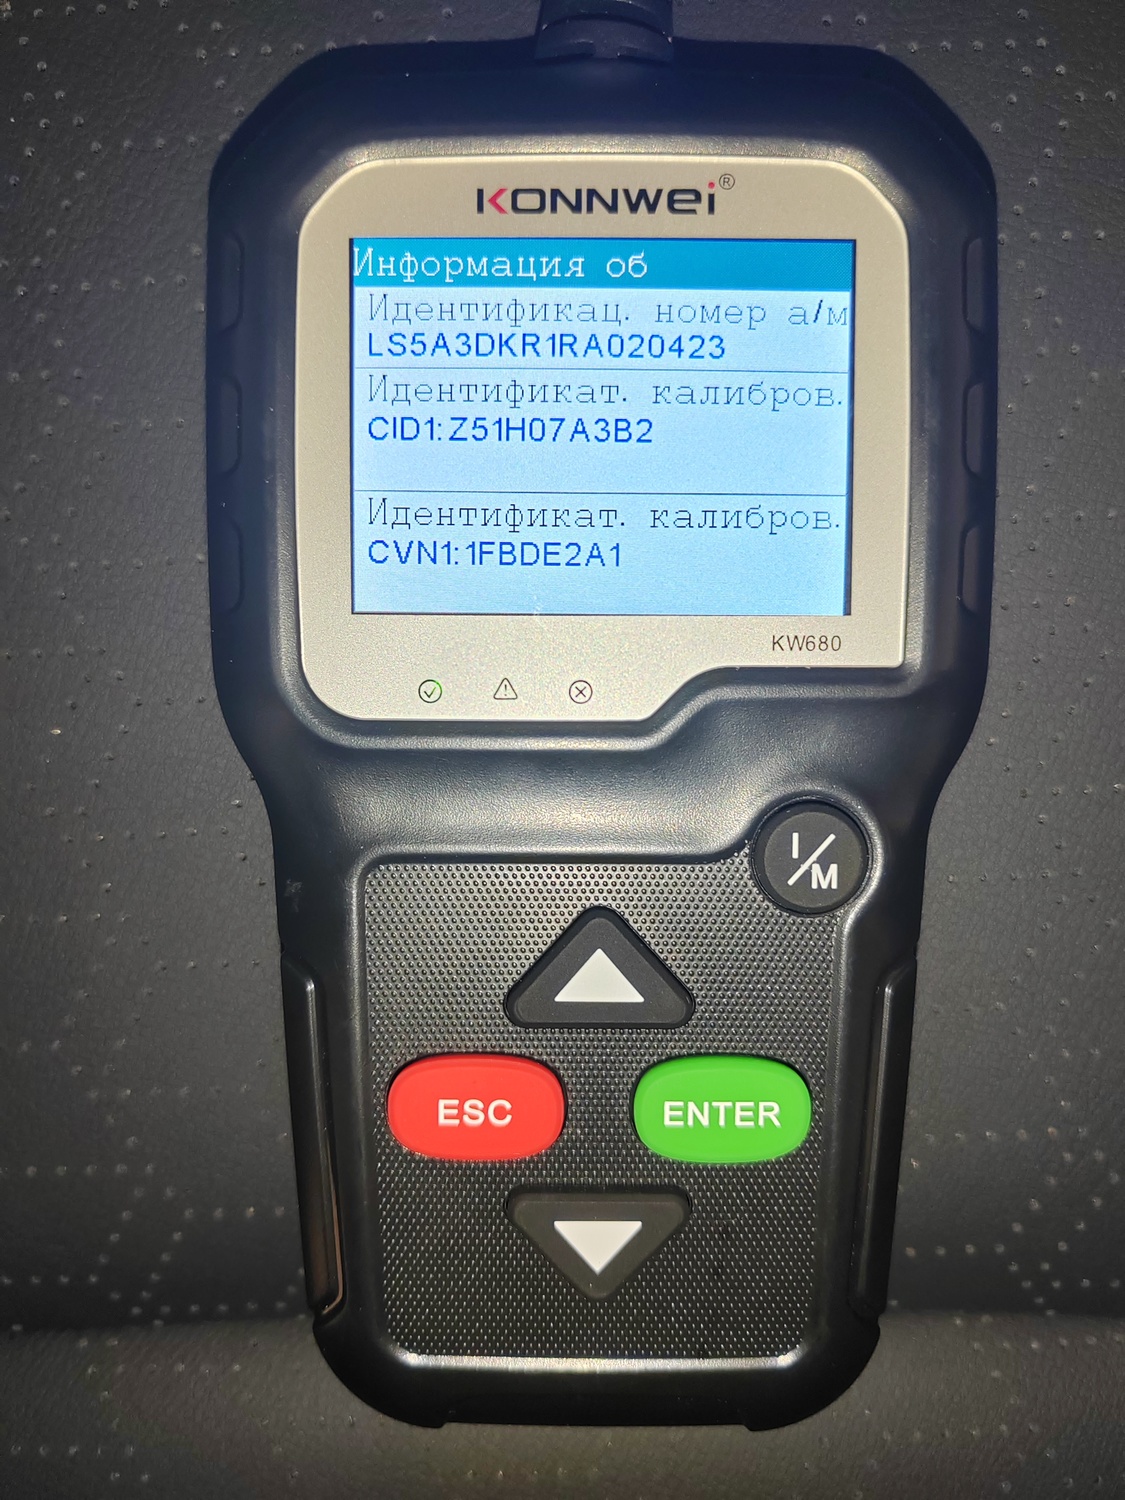 KONNWEI®
Информация об
Идентификац. номер а/м
LS5A3DKR1RA020423
Идентификат. калибров.
CID1:Z51H07A3B2
Идентификат. калибров.
CVN1:1FBDE2A1
KW680
I/M
ESC
ENTER